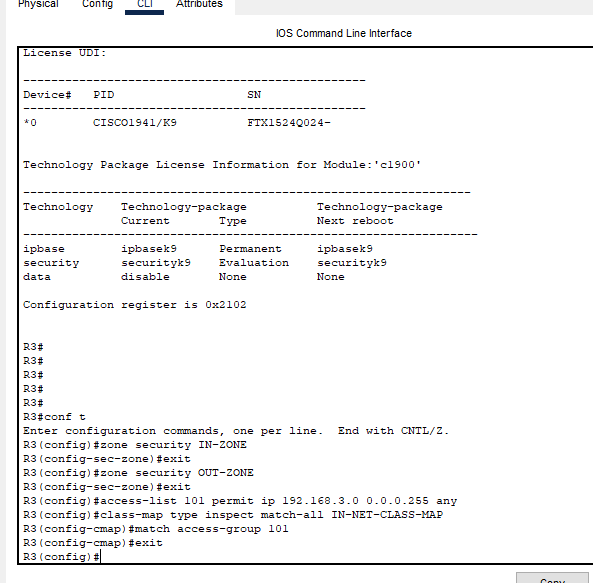 Physical Config CLI Attributes
IOS Command Line Interface
License UDI:
-------------------------------------------------
Device# PID SN
-------------------------------------------------
*0 CISCO1941/K9 FTX1524Q024-
Technology Package License Information for Module:'c1900'
----------------------------------------------------------------
Technology Technology-package Technology-package
Current Type Next reboot
-----------------------------------------------------------------
ipbase ipbasek9 Permanent ipbasek9
security securityk9 Evaluation securityk9
data disable None None
Configuration register is 0x2102
R3#
R3#
R3#
R3#
R3#
R3#conf t
Enter configuration commands, one per line. End with CNTL/Z.
R3(config)#zone security IN-ZONE
R3(config-sec-zone)#exit
R3(config)#zone security OUT-ZONE
R3(config-sec-zone)#exit
R3(config)#access-list 101 permit ip 192.168.3.0 0.0.0.255 any
R3(config)#class-map type inspect match-all IN-NET-CLASS-MAP
R3(config-cmap)#match access-group 101
R3(config-cmap)#exit
R3(config)#
Copy